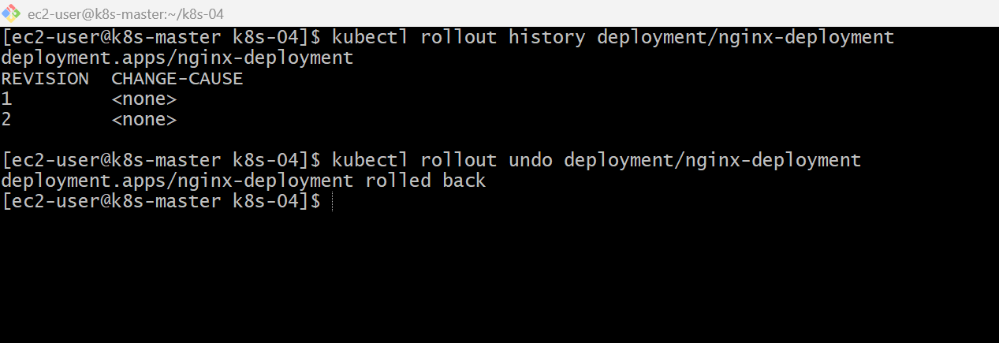 ec2-user@k8s-master:~/k8s-04
[ec2-user@k8s-master k8s-04]$ kubectl rollout history deployment/nginx-deployment
deployment.apps/nginx-deployment
REVISION  CHANGE-CAUSE
1         <none>
2         <none>
[ec2-user@k8s-master k8s-04]$ kubectl rollout undo deployment/nginx-deployment
deployment.apps/nginx-deployment rolled back
[ec2-user@k8s-master k8s-04]$